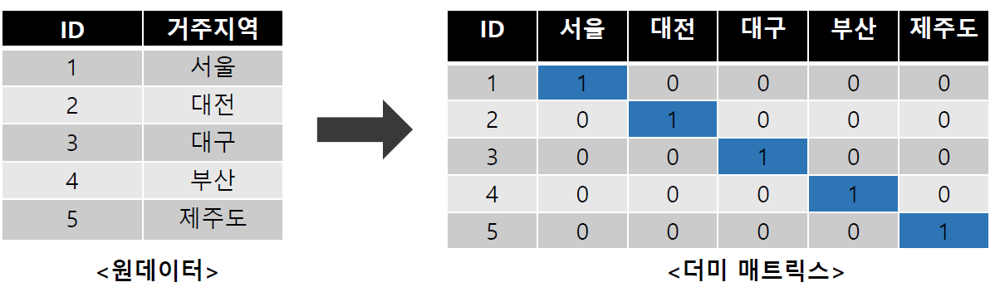 ID 거주지역
1 서울
2 대전
3 대구
4 부산
5 제주도
<원데이터>
ID 서울 대전 대구 부산 제주도
1 1 0 0 0 0
2 0 1 0 0 0
3 0 0 1 0 0
4 0 0 0 1 0
5 0 0 0 0 1
<더미 매트릭스>